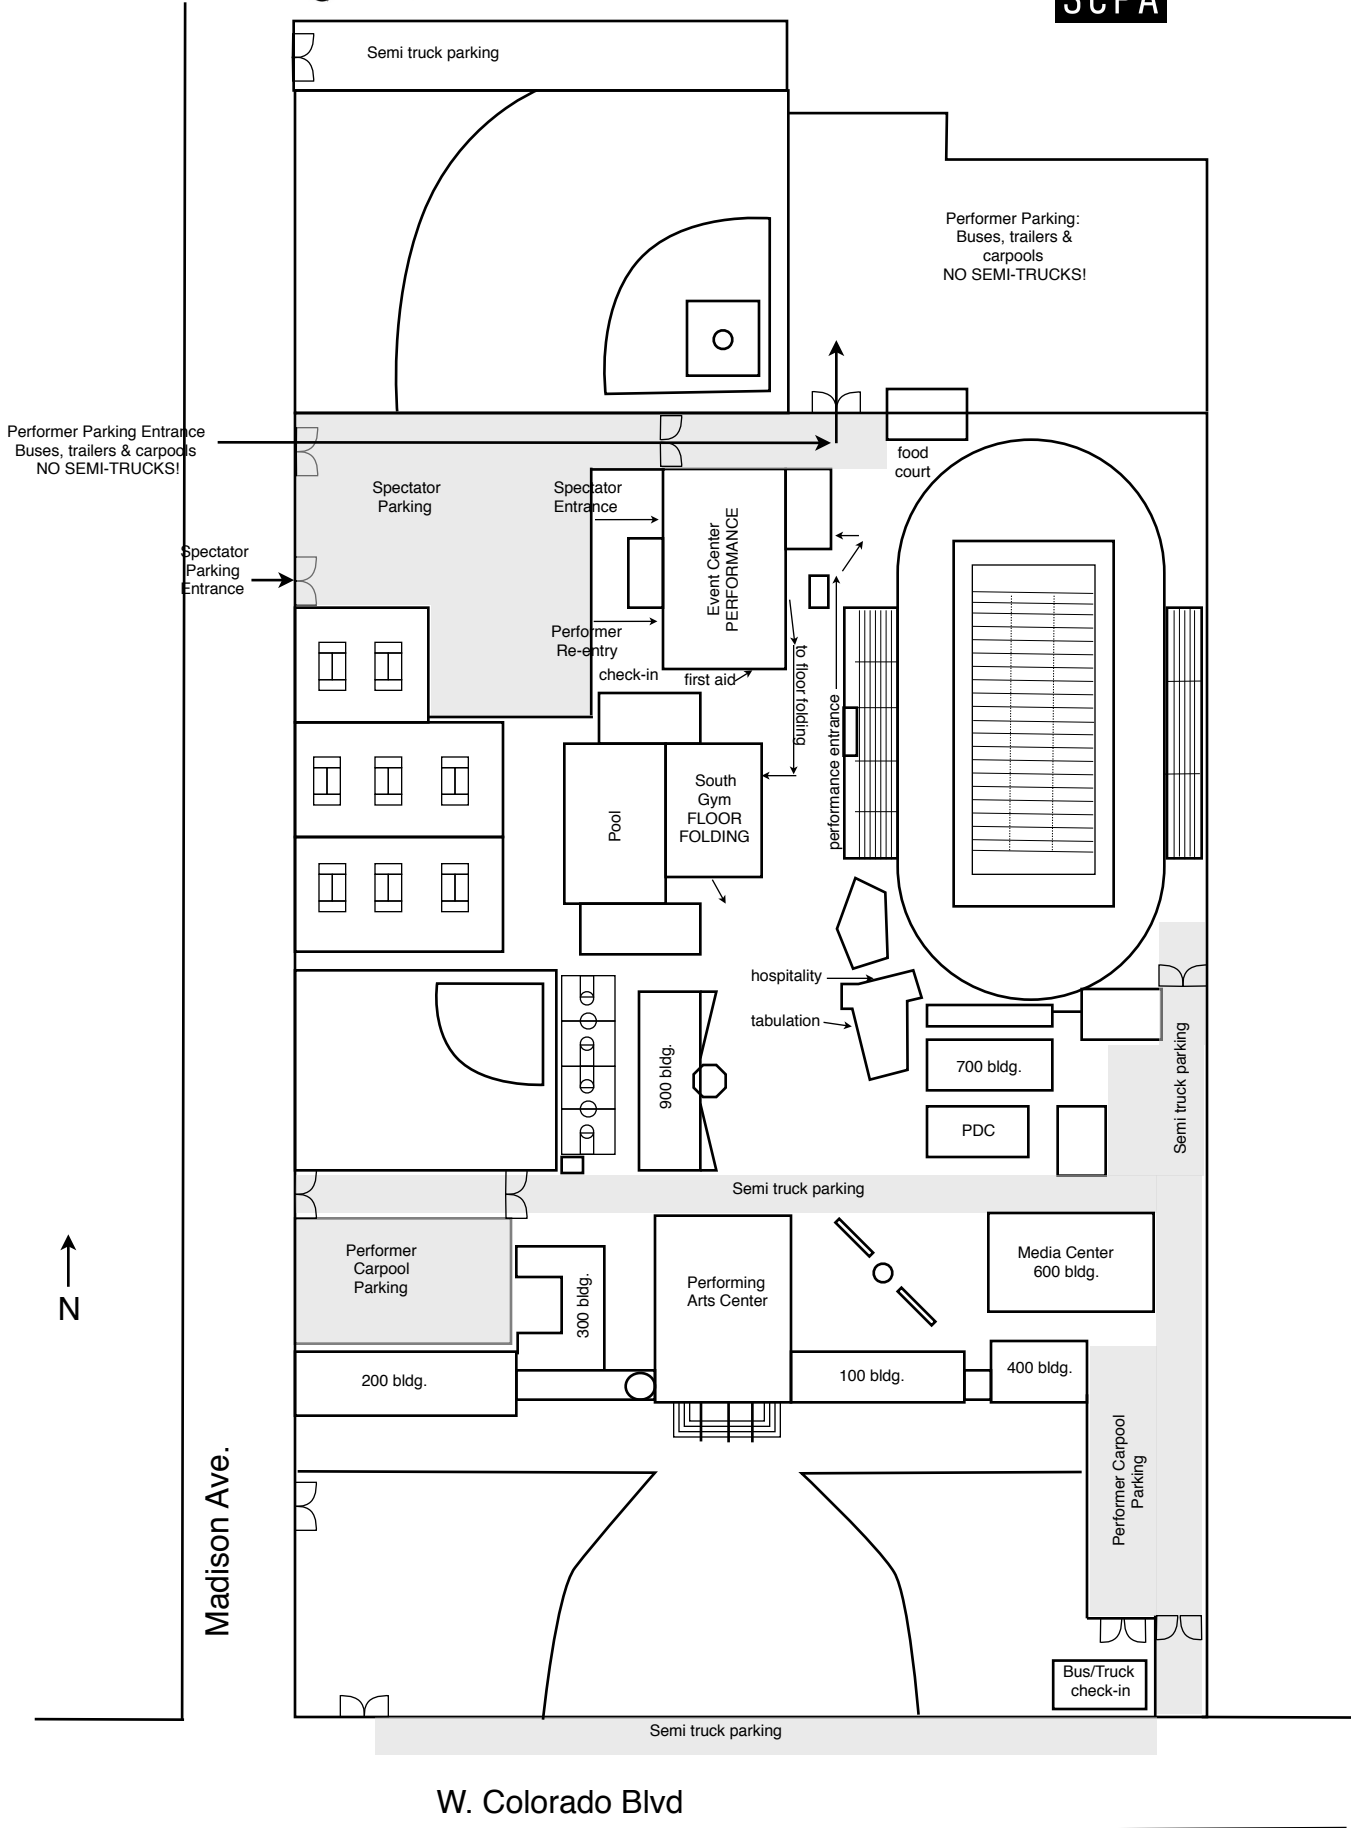 SCPA
Semi truck parking
Performer Parking:
Buses, trailers &
carpools
NO SEMI-TRUCKS!
Performer Parking Entrance
Buses, trailers & carpools
NO SEMI-TRUCKS!
food
court
Spectator
Parking
Spectator
Entrance
Event Center
PERFORMANCE
Spectator
Parking
Entrance
Performer
Re-entry
check-in
first aid
to floor folding
performance entrance
South
Gym
FLOOR
FOLDING
Pool
hospitality
tabulation
900 bldg.
700 bldg.
PDC
Semi truck parking
Semi truck parking
Performer
Carpool
Parking
300 bldg.
Performing
Arts Center
Media Center
600 bldg.
N
200 bldg.
100 bldg.
400 bldg.
Performer Carpool
Parking
Madison Ave.
Bus/Truck
check-in
Semi truck parking
W. Colorado Blvd